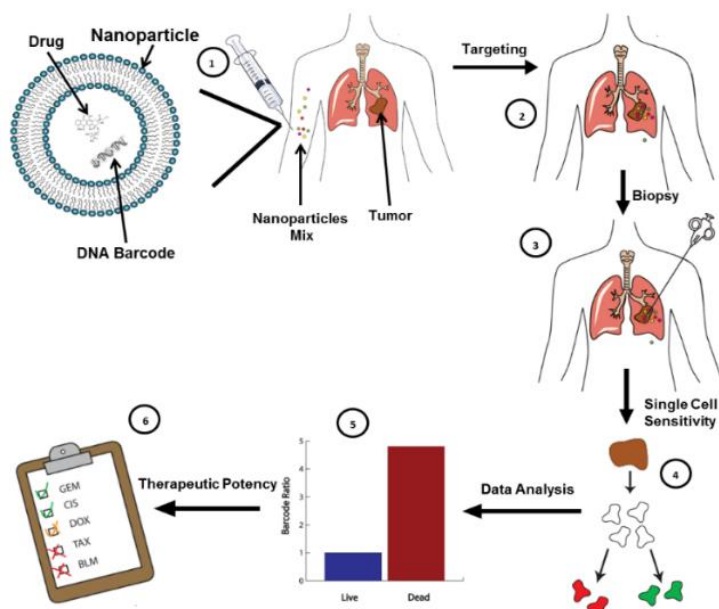 Drug
Nanoparticle
DNA Barcode
1
Nanoparticles
Mix
Tumor
Targeting
2
Biopsy
3
Single Cell
Sensitivity
4
Data Analysis
5
Barcode Ratio
5
4
3
2
1
0
Live
Dead
Therapeutic Potency
6
GEM
CIS
DOX
TAX
BLM